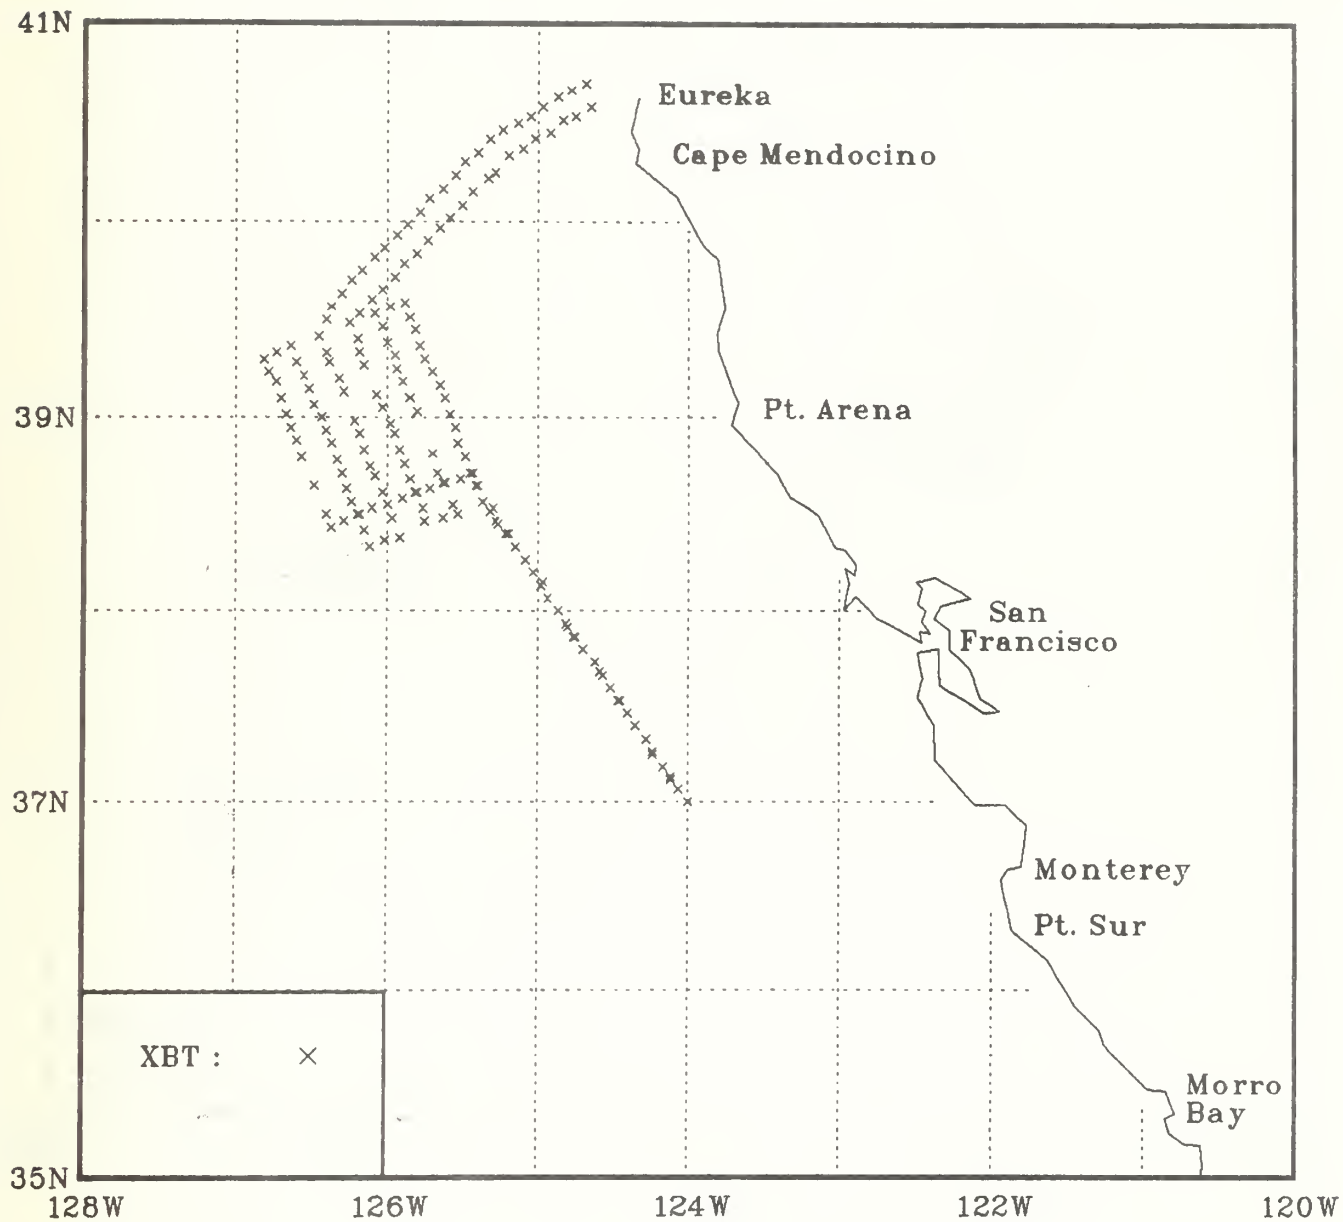 41N
Eureka
Cape Mendocino
39N
Pt. Arena
San
Francisco
37N
Monterey
Pt. Sur
XBT :
Morro
Bay
35N
128W 126W 124W 122W 120W